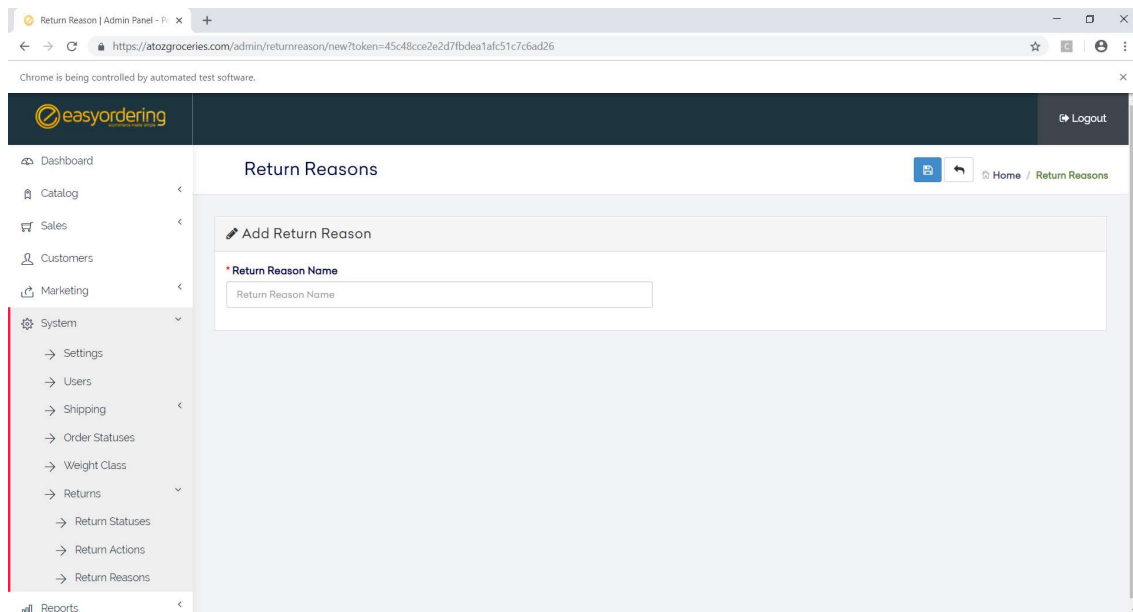 Return Reason | Admin Panel - P
https://atozgroceries.com/admin/returnreason/new?token=45c48cce2e2d7fbdea1afc51c7c6ad26
Chrome is being controlled by automated test software.
easyordering
Logout
Dashboard
Catalog
Sales
Customers
Marketing
System
Settings
Users
Shipping
Order Statuses
Weight Class
Returns
Return Statuses
Return Actions
Return Reasons
Reports
Return Reasons
Home / Return Reasons
Add Return Reason
* Return Reason Name
Return Reason Name